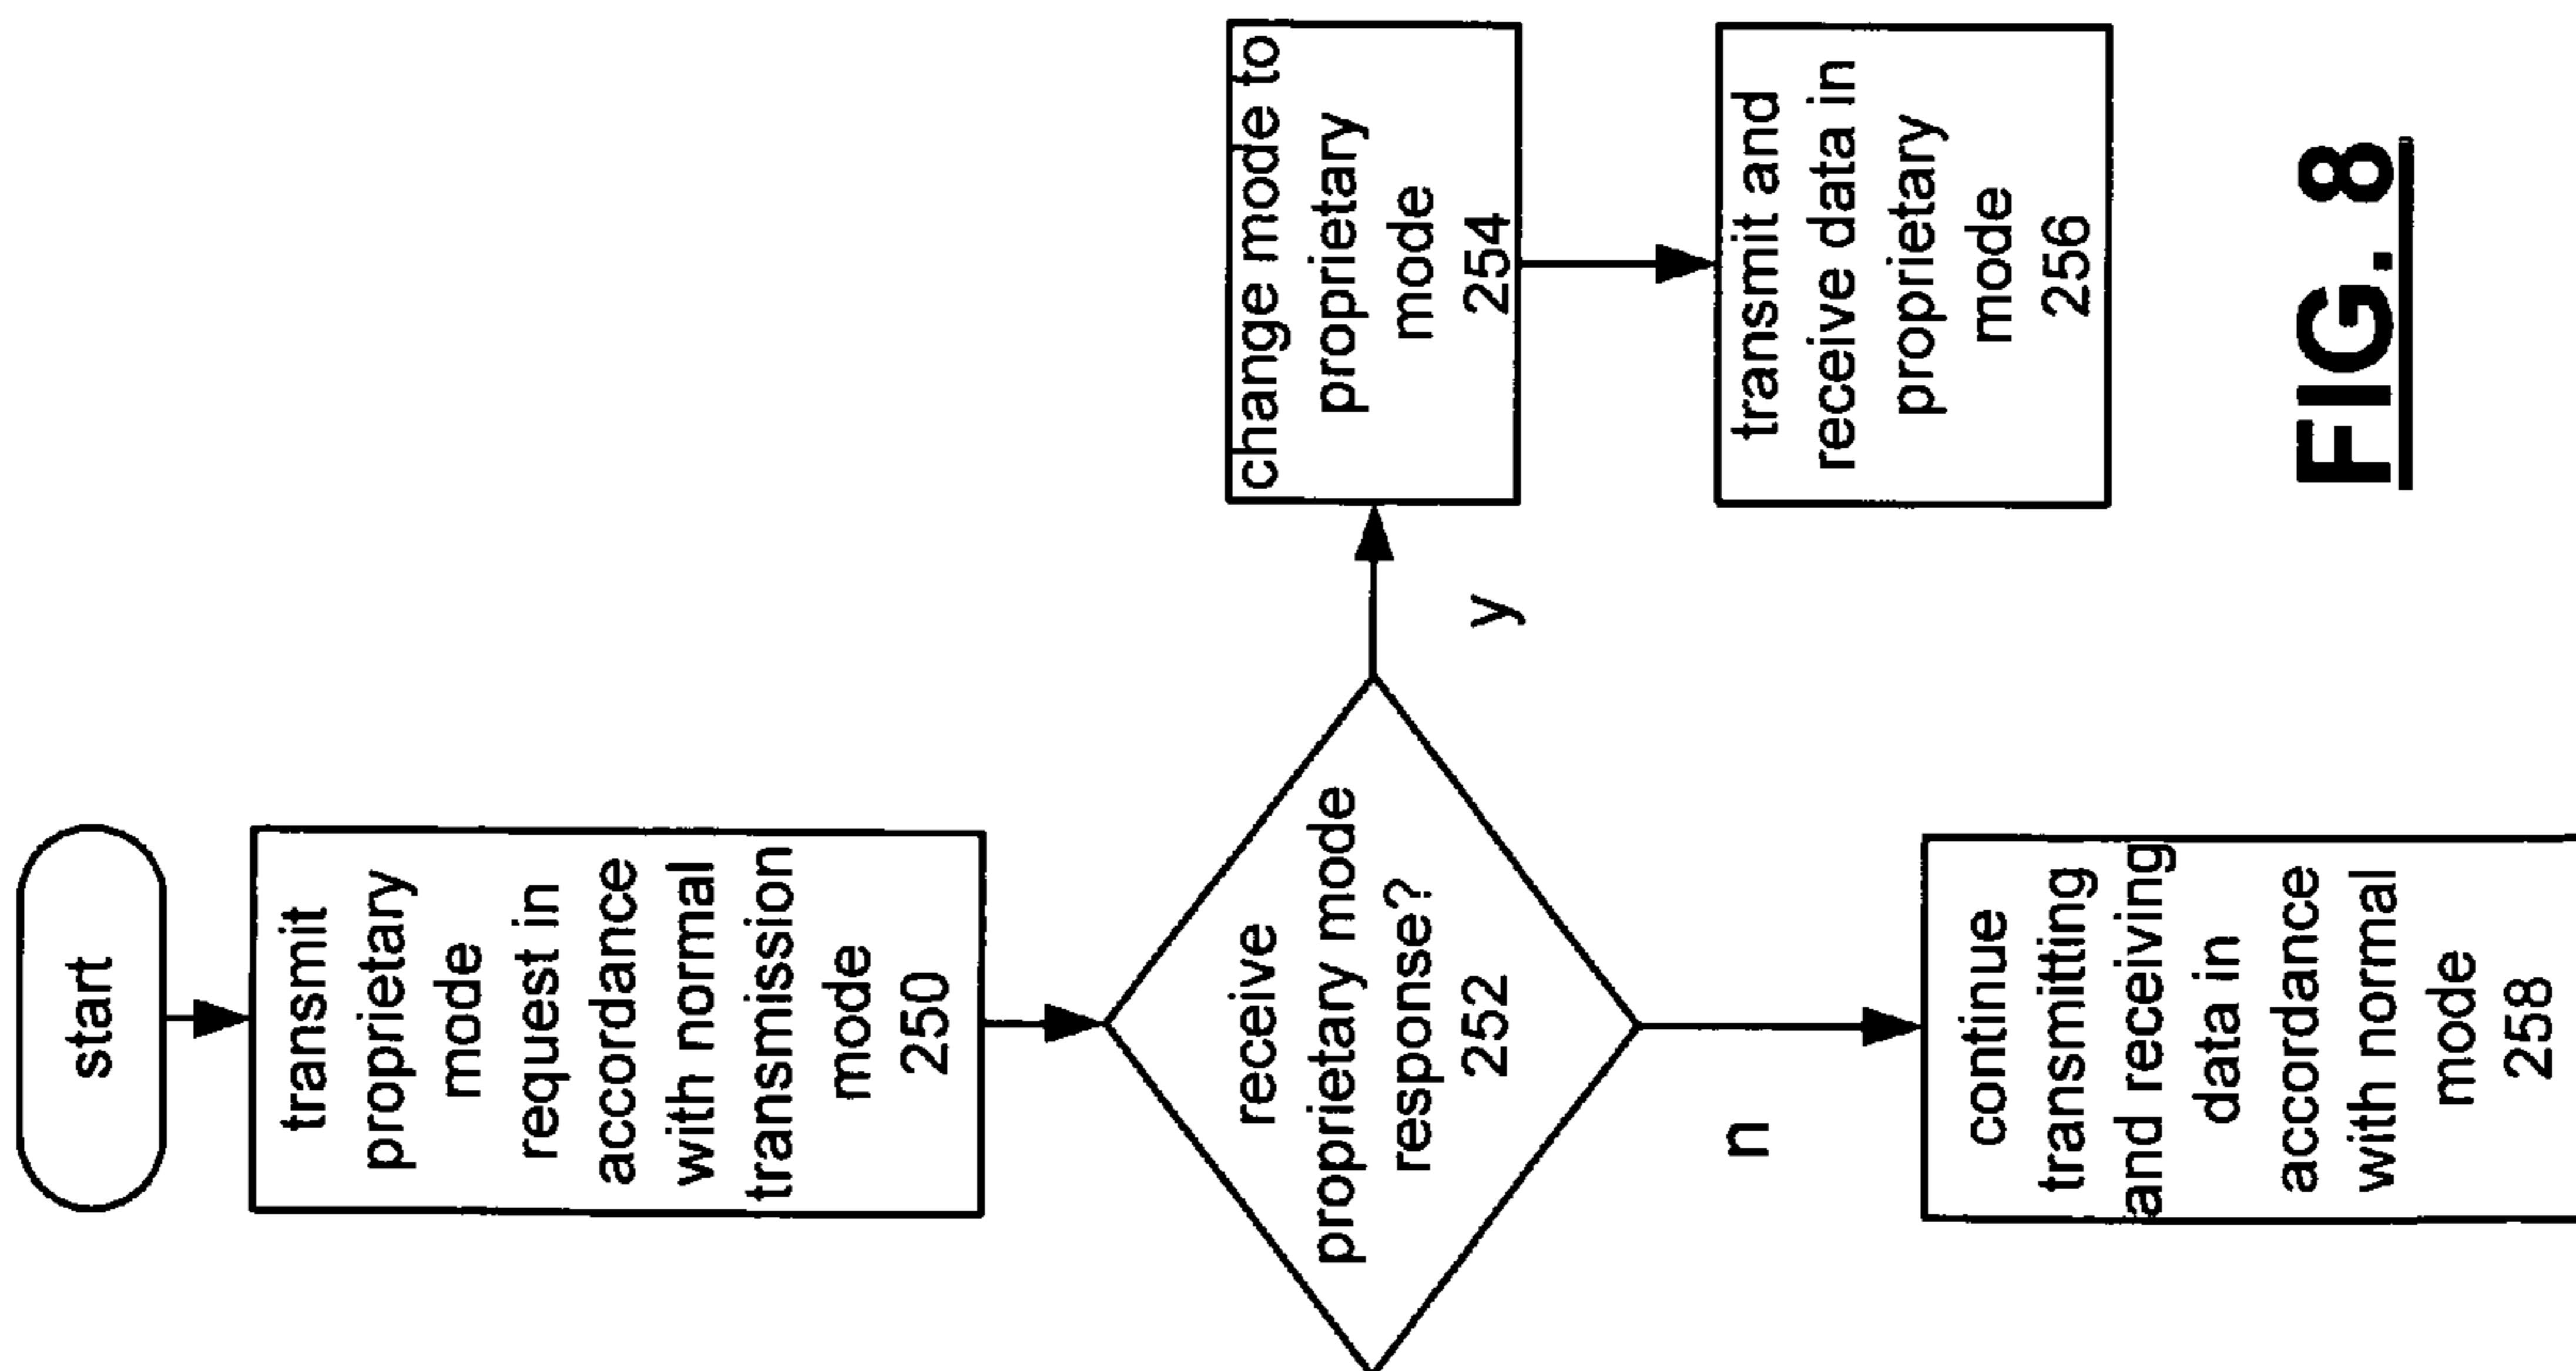 start
transmit
proprietary
mode
request in
accordance
with normal
transmission
mode
250
receive
proprietary mode
response?
252
y
change mode to
proprietary
mode
254
transmit and
receive data in
proprietary
mode
256
n
continue
transmitting
and receiving
data in
accordance
with normal
mode
258
FIG. 8